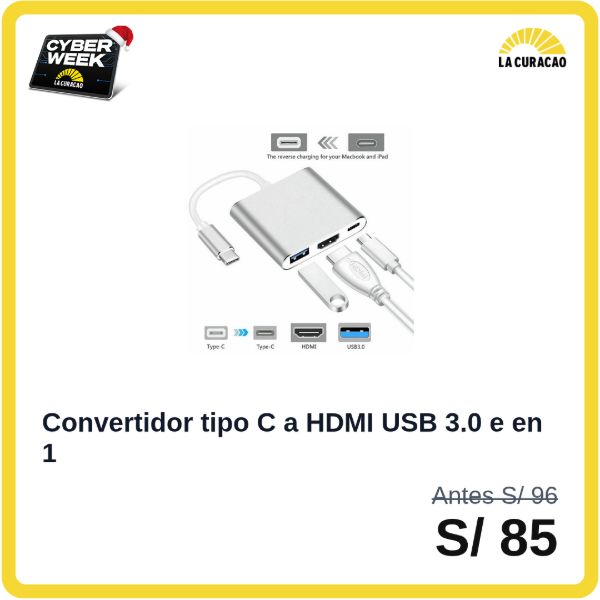 CYBER
WEEK
LA CURACAO
LA CURACAO
The reverse charging for your Macbook and iPad
HDMI
Type-C
Type-C
HDMI
USB3.0
Convertidor tipo C a HDMI USB 3.0 e en
1
Antes S/ 96
S/ 85